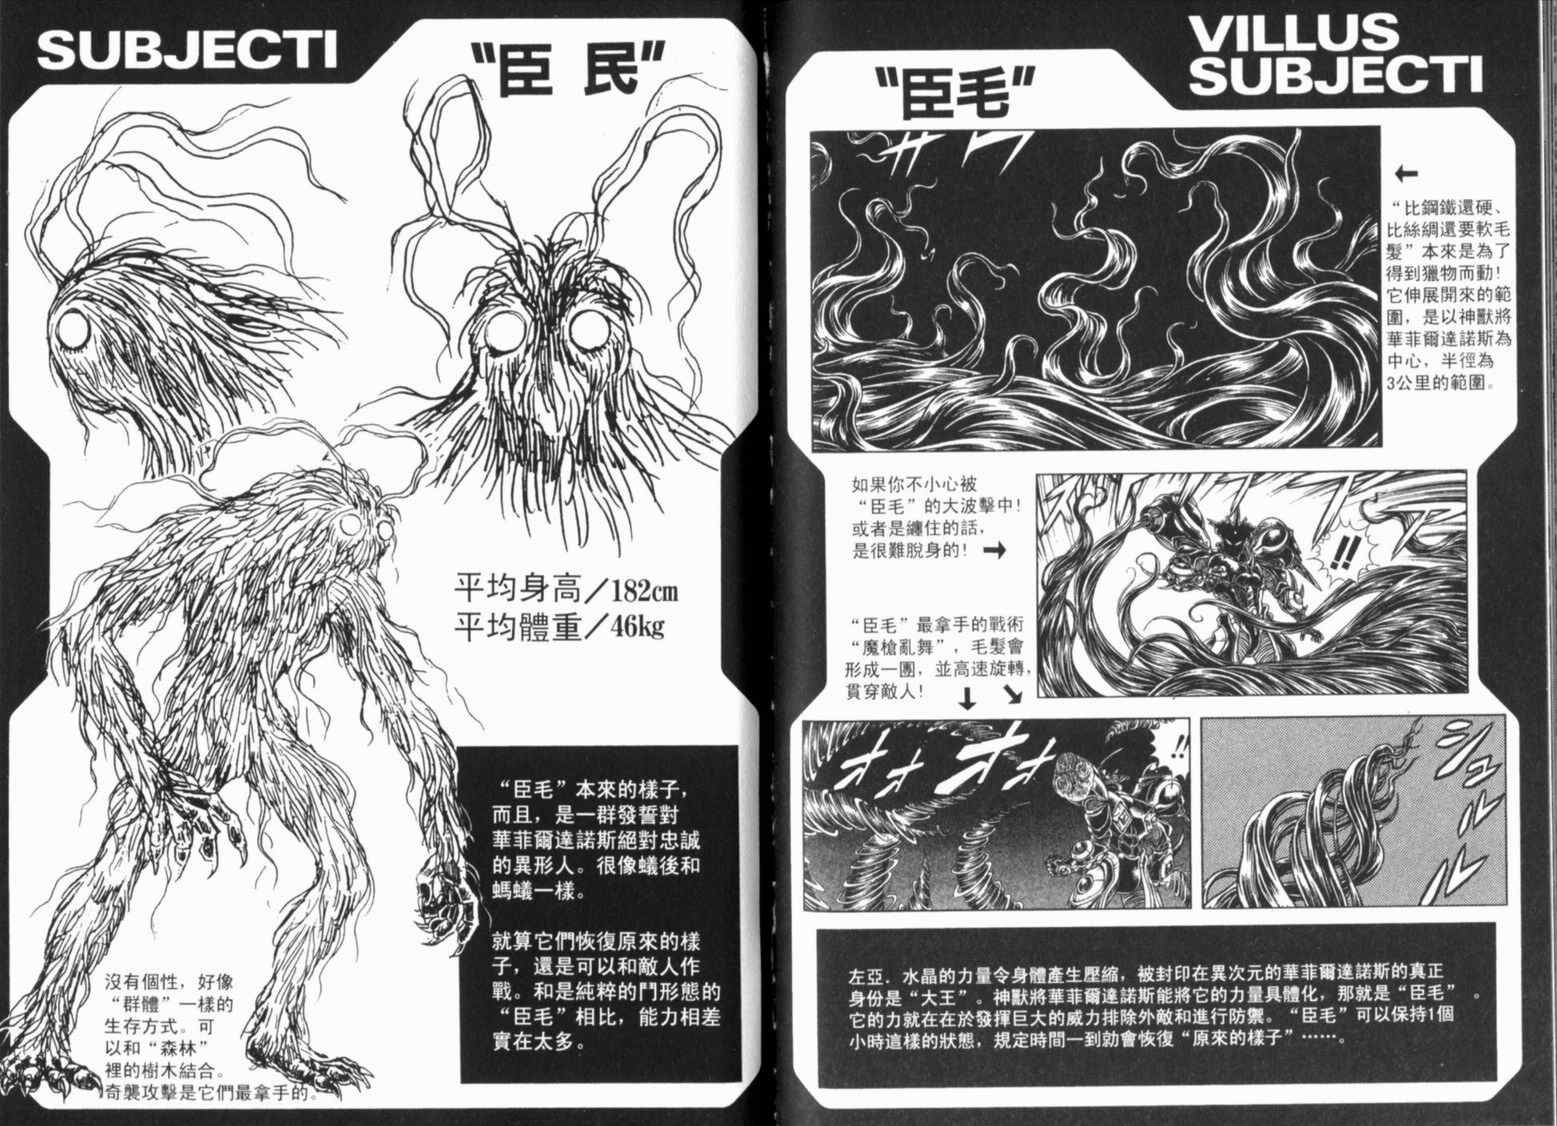 SUBJECTI
"臣 民"
平均身高／182cm
平均體重／46kg
“臣毛”本來的樣子，
而且，是一群發誓對
華菲爾達諾斯絕對忠誠
的異形人。很像蟻後和
螞蟻一樣。
就算它們恢復原來的樣
子，還是可以和敵人作
戰。和是純粹的鬥形態的
“臣毛”相比，能力相差
實在太多。
沒有個性，好像
“群體”一樣的
生存方式。可
以和“森林”
裡的樹木結合。
奇襲攻擊是它們最拿手的。
VILLUS
SUBJECTI
"臣毛"
←
“比鋼鐵還硬、
比絲綢還要軟毛
髮”本來是為了
得到獵物而動！
它伸展開來的範
圍，是以神獸將
華菲爾達諾斯為
中心，半徑為
3公里的範圍。
如果你不小心被
“臣毛”的大波擊中！
或者是纏住的話，
是很難脫身的！→
!!
“臣毛”最拿手的戰術
“魔槍亂舞”，毛髮會
形成一團，並高速旋轉，
貫穿敵人！ ↓ ↘
オオオオ
!!
シュルルル
左亞．水晶的力量令身體產生壓縮，被封印在異次元的華菲爾達諾斯的真正
身份是“大王”。神獸將華菲爾達諾斯能將它的力量具體化，那就是“臣毛”。
它的力就在在於發揮巨大的威力排除外敵和進行防禦。“臣毛”可以保持1個
小時這樣的狀態，規定時間一到勀會恢復“原來的樣子”……。